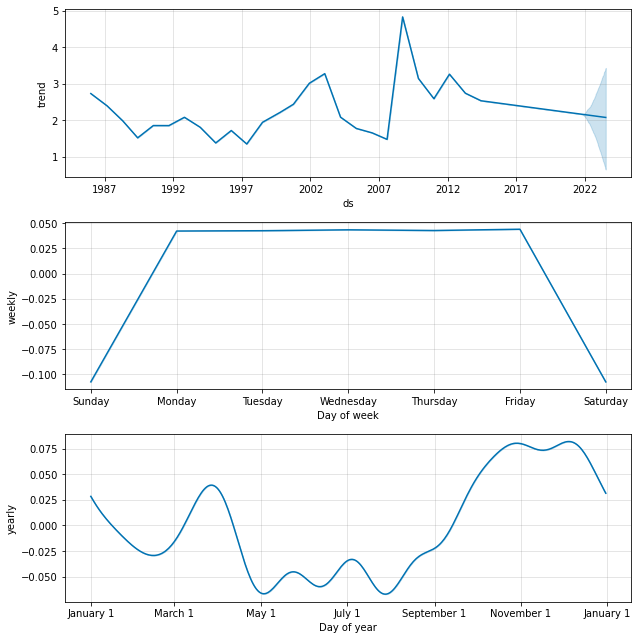 5
4
3
2
1
trend
1987 1992 1997 2002 2007 2012 2017 2022
ds
0.050
0.025
0.000
−0.025
−0.050
−0.075
−0.100
weekly
Sunday Monday Tuesday Wednesday Thursday Friday Saturday
Day of week
0.075
0.050
0.025
0.000
−0.025
−0.050
yearly
January 1 March 1 May 1 July 1 September 1 November 1 January 1
Day of year